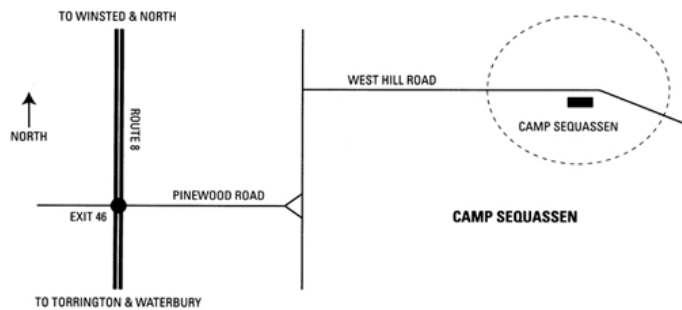 TO WINSTED & NORTH
WEST HILL ROAD
NORTH
ROUTE 8
CAMP SEQUASSEN
PINEWOOD ROAD
EXIT 46
CAMP SEQUASSEN
TO TORRINGTON & WATERBURY